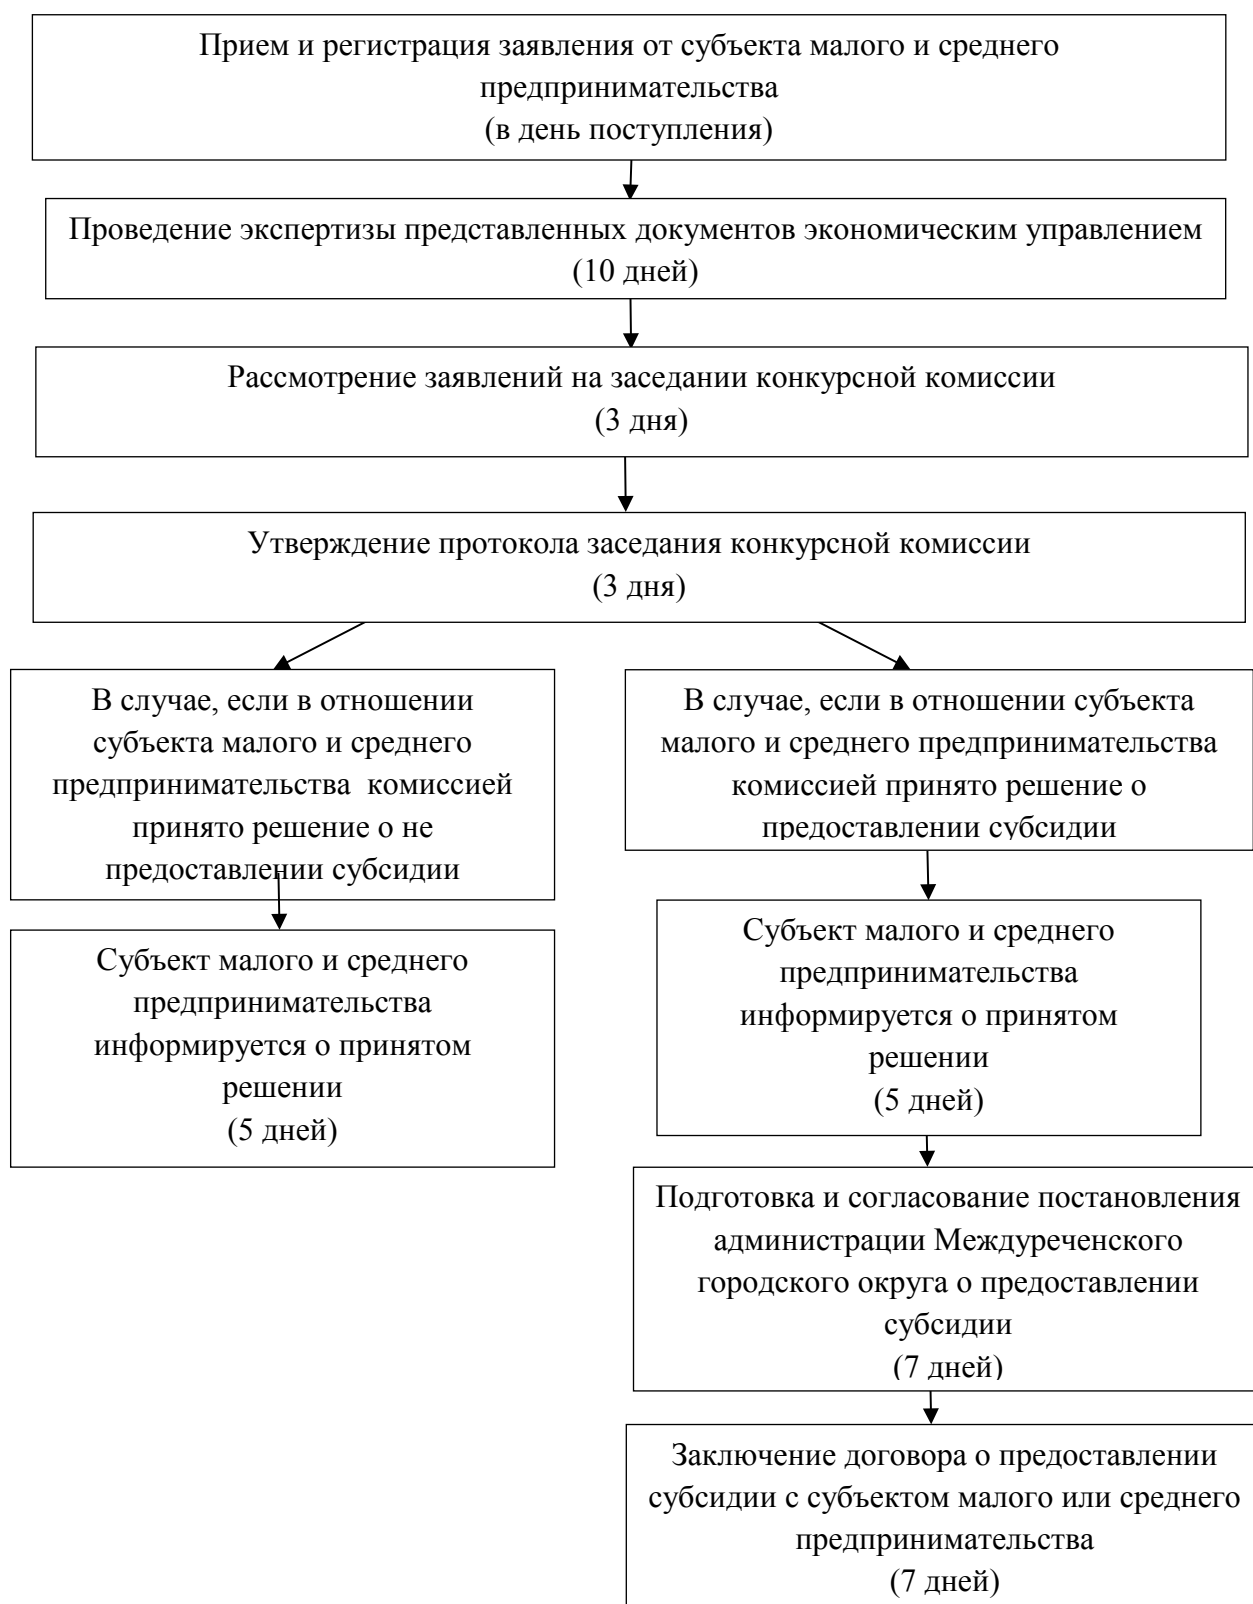 Прием и регистрация заявления от субъекта малого и среднего
предпринимательства
(в день поступления)
Проведение экспертизы представленных документов экономическим управлением
(10 дней)
Рассмотрение заявлений на заседании конкурсной комиссии
(3 дня)
Утверждение протокола заседания конкурсной комиссии
(3 дня)
В случае, если в отношении
субъекта малого и среднего
предпринимательства комиссией
принято решение о не
предоставлении субсидии
Субъект малого и среднего
предпринимательства
информируется о принятом
решении
(5 дней)
В случае, если в отношении субъекта
малого и среднего предпринимательства
комиссией принято решение о
предоставлении субсидии
Субъект малого и среднего
предпринимательства
информируется о принятом
решении
(5 дней)
Подготовка и согласование постановления
администрации Междуреченского
городского округа о предоставлении
субсидии
(7 дней)
Заключение договора о предоставлении
субсидии с субъектом малого или среднего
предпринимательства
(7 дней)